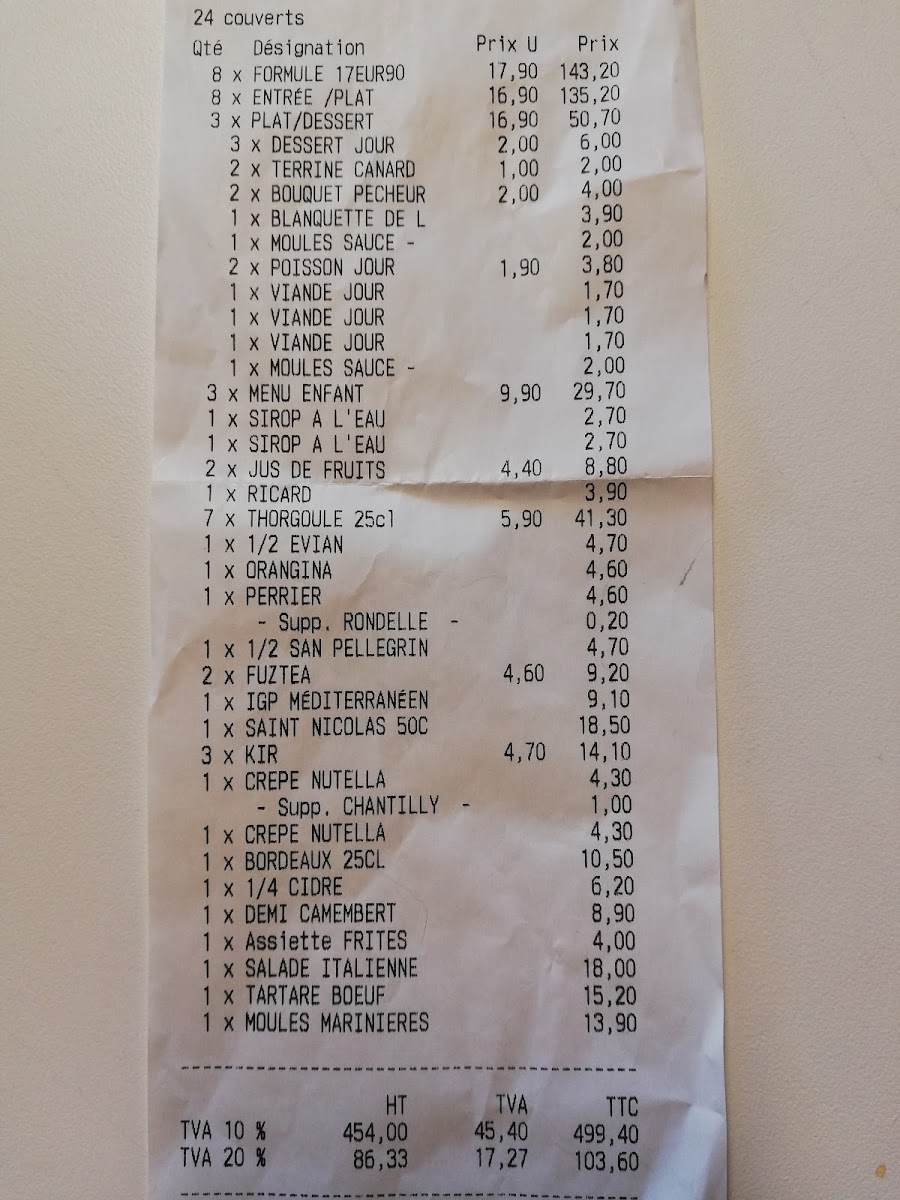 24 couverts
Qté Désignation Prix U Prix
8 x FORMULE 17EUR90 17,90 143,20
8 x ENTRÉE /PLAT 16,90 135,20
3 x PLAT/DESSERT 16,90 50,70
3 x DESSERT JOUR 2,00 6,00
2 x TERRINE CANARD 1,00 2,00
2 x BOUQUET PECHEUR 2,00 4,00
1 x BLANQUETTE DE L 3,90
1 x MOULES SAUCE - 2,00
2 x POISSON JOUR 1,90 3,80
1 x VIANDE JOUR 1,70
1 x VIANDE JOUR 1,70
1 x VIANDE JOUR 1,70
1 x MOULES SAUCE - 2,00
3 x MENU ENFANT 9,90 29,70
1 x SIROP A L'EAU 2,70
1 x SIROP A L'EAU 2,70
2 x JUS DE FRUITS 4,40 8,80
1 x RICARD 3,90
7 x THORGOULE 25cl 5,90 41,30
1 x 1/2 EVIAN 4,70
1 x ORANGINA 4,60
1 x PERRIER 4,60
- Supp. RONDELLE - 0,20
1 x 1/2 SAN PELLEGRIN 4,70
2 x FUZTEA 4,60 9,20
1 x IGP MÉDITERRANÉEN 9,10
1 x SAINT NICOLAS 50C 18,50
3 x KIR 4,70 14,10
1 x CREPE NUTELLA 4,30
- Supp. CHANTILLY - 1,00
1 x CREPE NUTELLA 4,30
1 x BORDEAUX 25CL 10,50
1 x 1/4 CIDRE 6,20
1 x DEMI CAMEMBERT 8,90
1 x Assiette FRITES 4,00
1 x SALADE ITALIENNE 18,00
1 x TARTARE BOEUF 15,20
1 x MOULES MARINIERES 13,90
HT TVA TTC
TVA 10 % 454,00 45,40 499,40
TVA 20 % 86,33 17,27 103,60